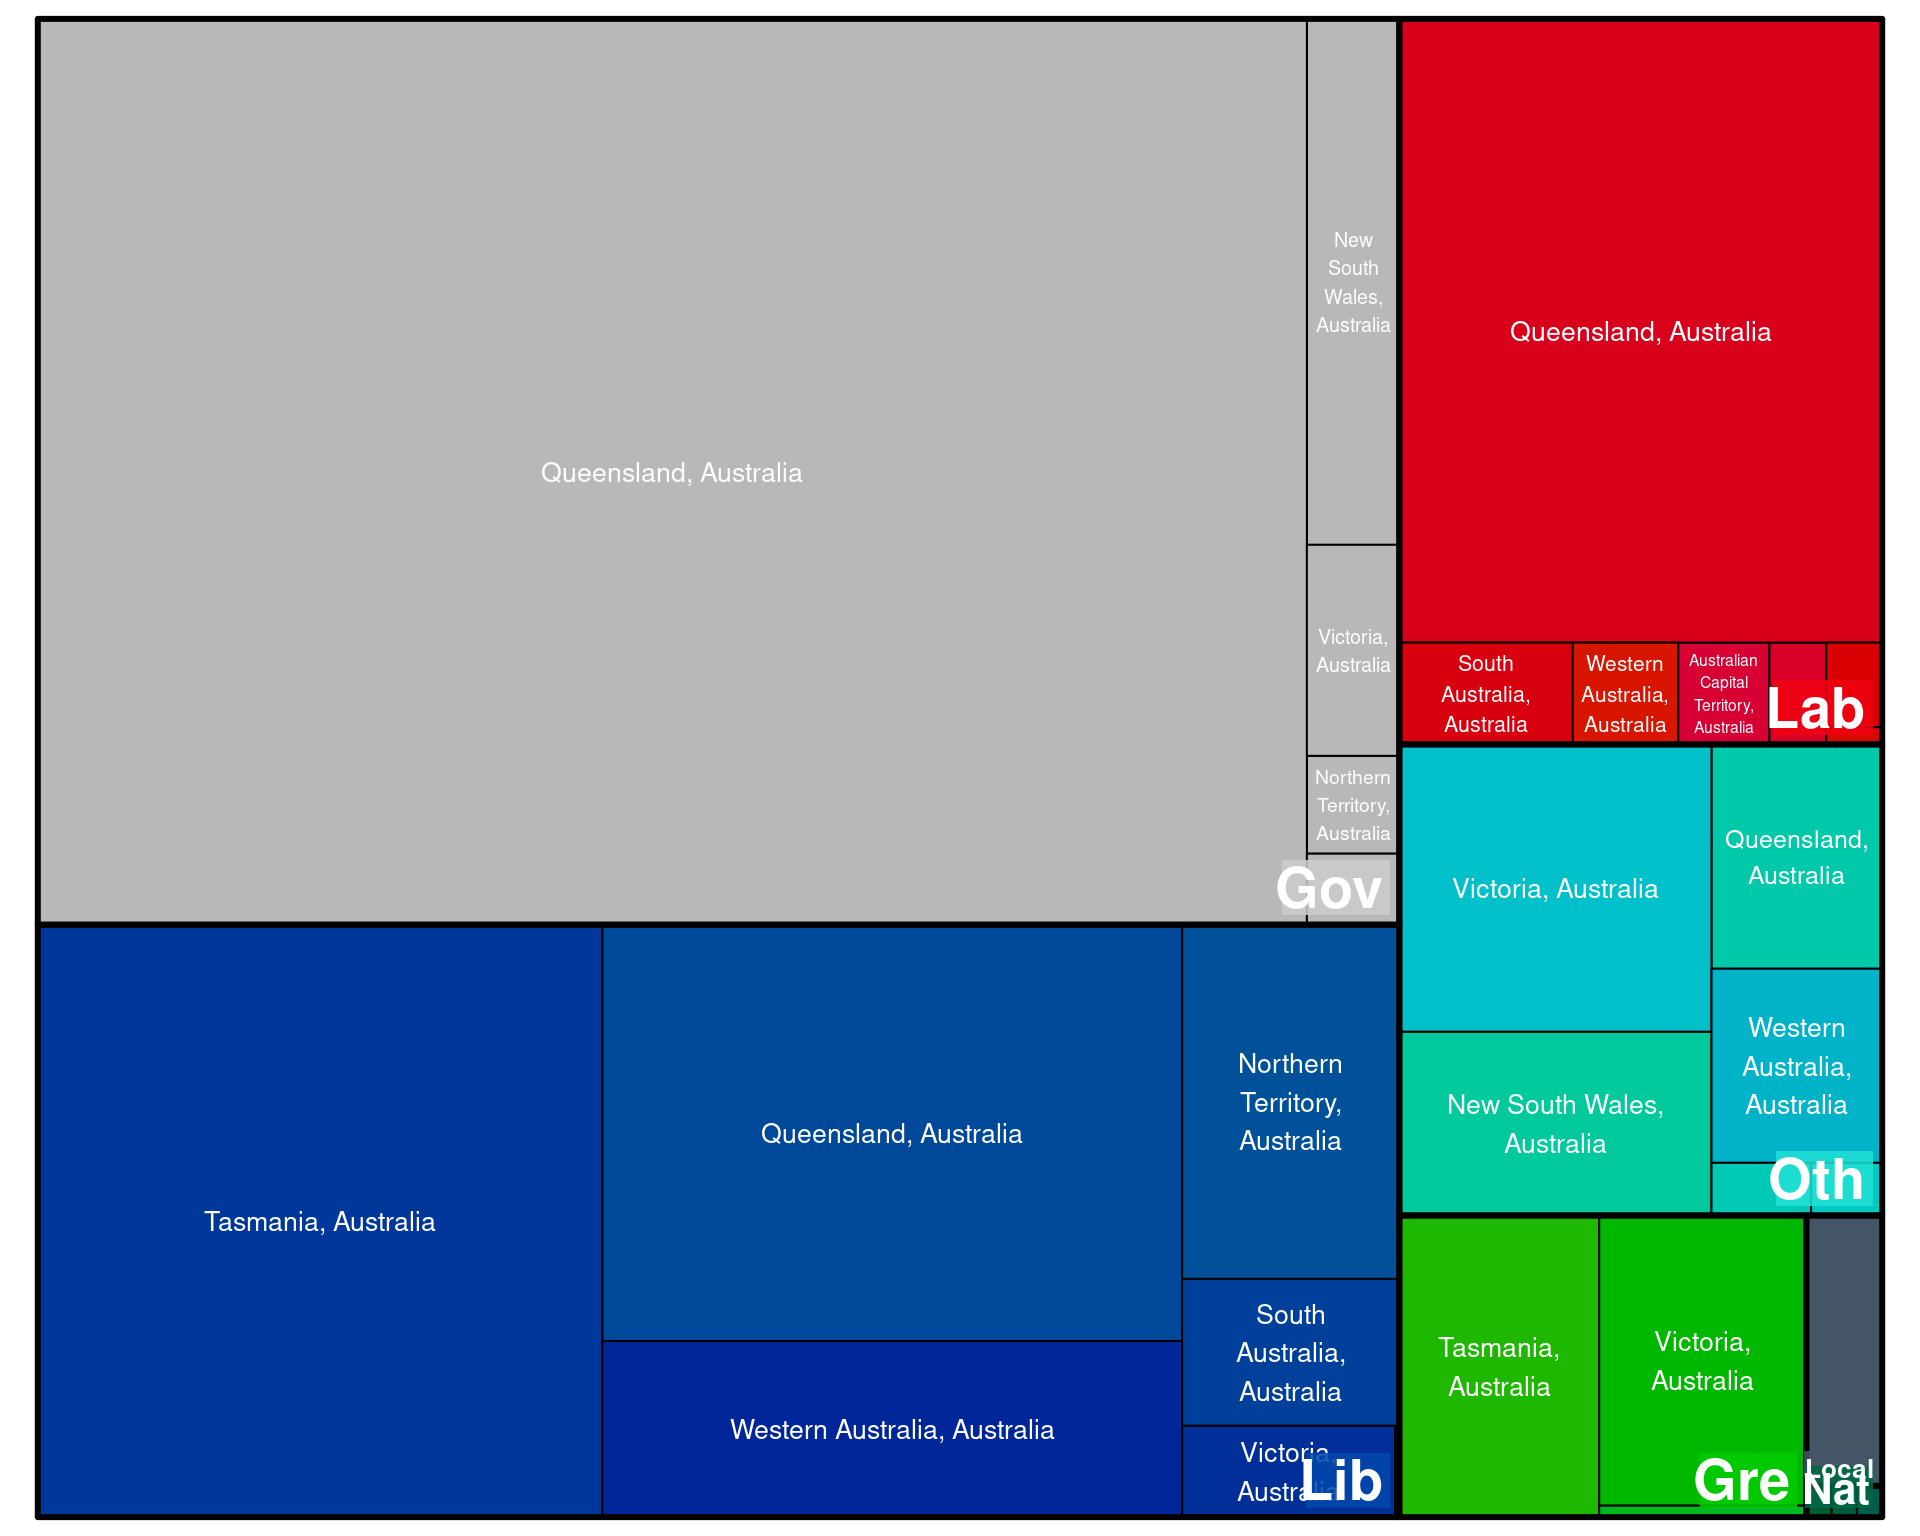 Queensland, Australia
New
South
Wales,
Australia
Victoria,
Australia
Northern
Territory,
Australia
Gov
Queensland, Australia
South
Australia,
Australia
Western
Australia,
Australia
Australian
Capital
Territory,
Australia
Lab
Tasmania, Australia
Queensland, Australia
Western Australia, Australia
Northern
Territory,
Australia
South
Australia,
Australia
Victoria,
Australia
Lib
Victoria, Australia
New South Wales,
Australia
Queensland,
Australia
Western
Australia,
Australia
Oth
Tasmania,
Australia
Victoria,
Australia
Gre
Local
Nat